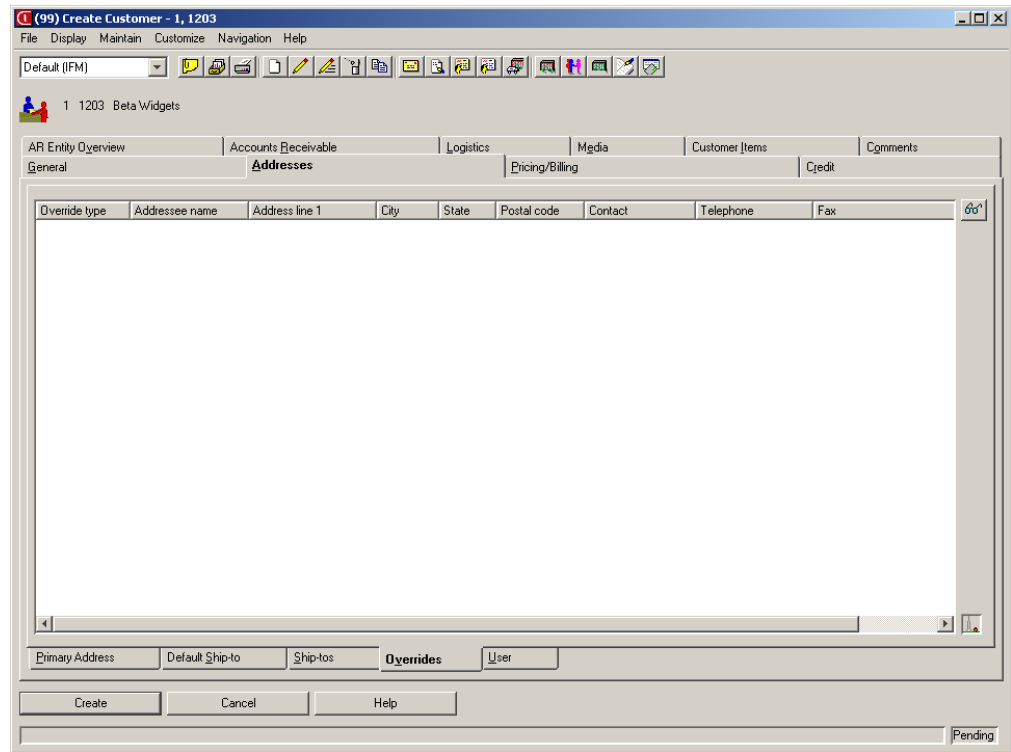 (99) Create Customer - 1, 1203
File Display Maintain Customize Navigation Help
Default (IFM)
1 1203 Beta Widgets
AR Entity Overview Accounts Receivable Logistics Media Customer Items Comments
General Addresses Pricing/Billing Credit
Override type Addressee name Address line 1 City State Postal code Contact Telephone Fax
Primary Address Default Ship-to Ship-tos Overrides User
Create Cancel Help
Pending